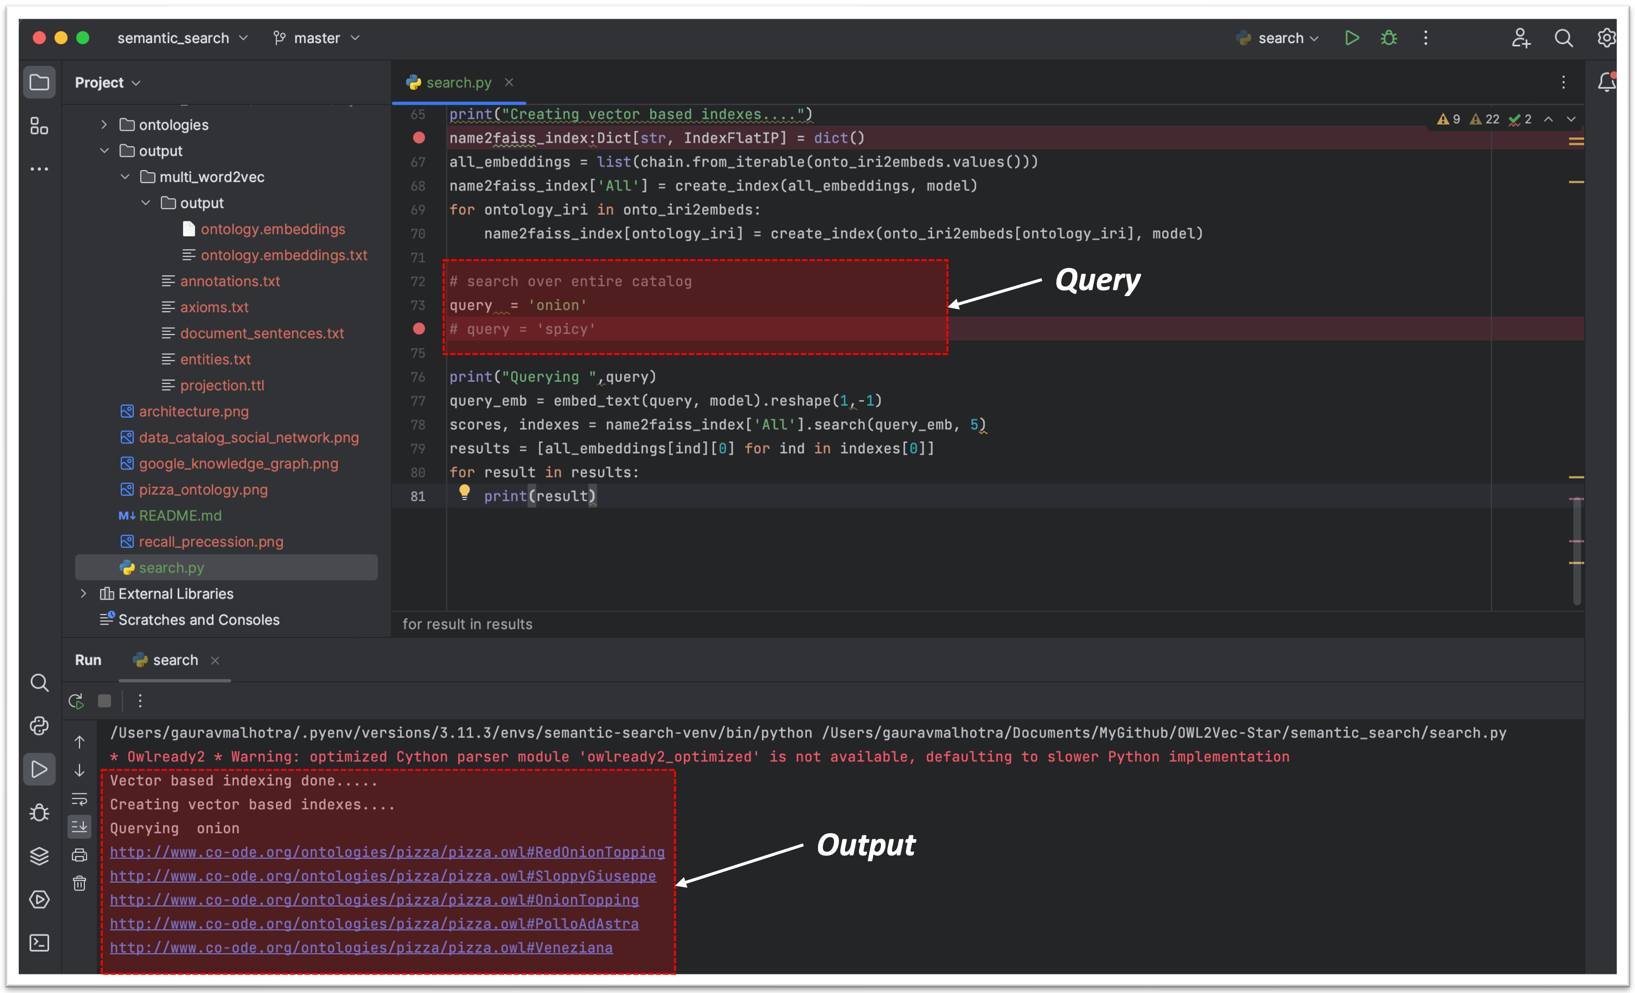 semantic_search
master
search
Project
search.py
ontologies
output
multi_word2vec
output
ontology.embeddings
ontology.embeddings.txt
annotations.txt
axioms.txt
document_sentences.txt
entities.txt
projection.ttl
architecture.png
data_catalog_social_network.png
google_knowledge_graph.png
pizza_ontology.png
M↓ README.md
recall_precession.png
search.py
External Libraries
Scratches and Consoles
9 22 2
65 print("Creating vector based indexes....")
name2faiss_index:Dict[str, IndexFlatIP] = dict()
67 all_embeddings = list(chain.from_iterable(onto_iri2embeds.values()))
68 name2faiss_index['All'] = create_index(all_embeddings, model)
69 for ontology_iri in onto_iri2embeds:
70 name2faiss_index[ontology_iri] = create_index(onto_iri2embeds[ontology_iri], model)
71
72 # search over entire catalog
73 query  = 'onion'
# query = 'spicy'
75
76 print("Querying ",query)
77 query_emb = embed_text(query, model).reshape(1,-1)
78 scores, indexes = name2faiss_index['All'].search(query_emb, 5)
79 results = [all_embeddings[ind][0] for ind in indexes[0]]
80 for result in results:
81 print(result)
Query
for result in results
Run
search
/Users/gauravmalhotra/.pyenv/versions/3.11.3/envs/semantic-search-venv/bin/python /Users/gauravmalhotra/Documents/MyGithub/OWL2Vec-Star/semantic_search/search.py
* Owlready2 * Warning: optimized Cython parser module 'owlready2_optimized' is not available, defaulting to slower Python implementation
Vector based indexing done.....
Creating vector based indexes....
Querying  onion
http://www.co-ode.org/ontologies/pizza/pizza.owl#RedOnionTopping
http://www.co-ode.org/ontologies/pizza/pizza.owl#SloppyGiuseppe
http://www.co-ode.org/ontologies/pizza/pizza.owl#OnionTopping
http://www.co-ode.org/ontologies/pizza/pizza.owl#PolloAdAstra
http://www.co-ode.org/ontologies/pizza/pizza.owl#Veneziana
Output